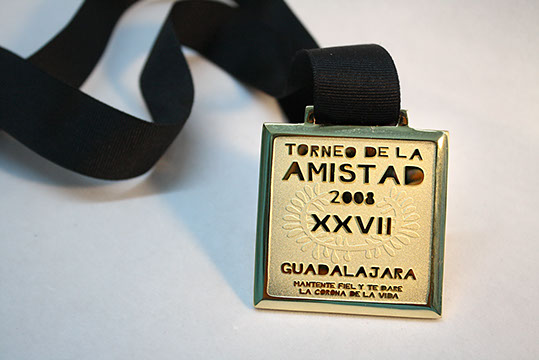 TORNEO DE LA
AMISTAD
2008
XXVII
GUADALAJARA
MANTENTE FIEL Y TE DARE
LA CORONA DE LA VIDA